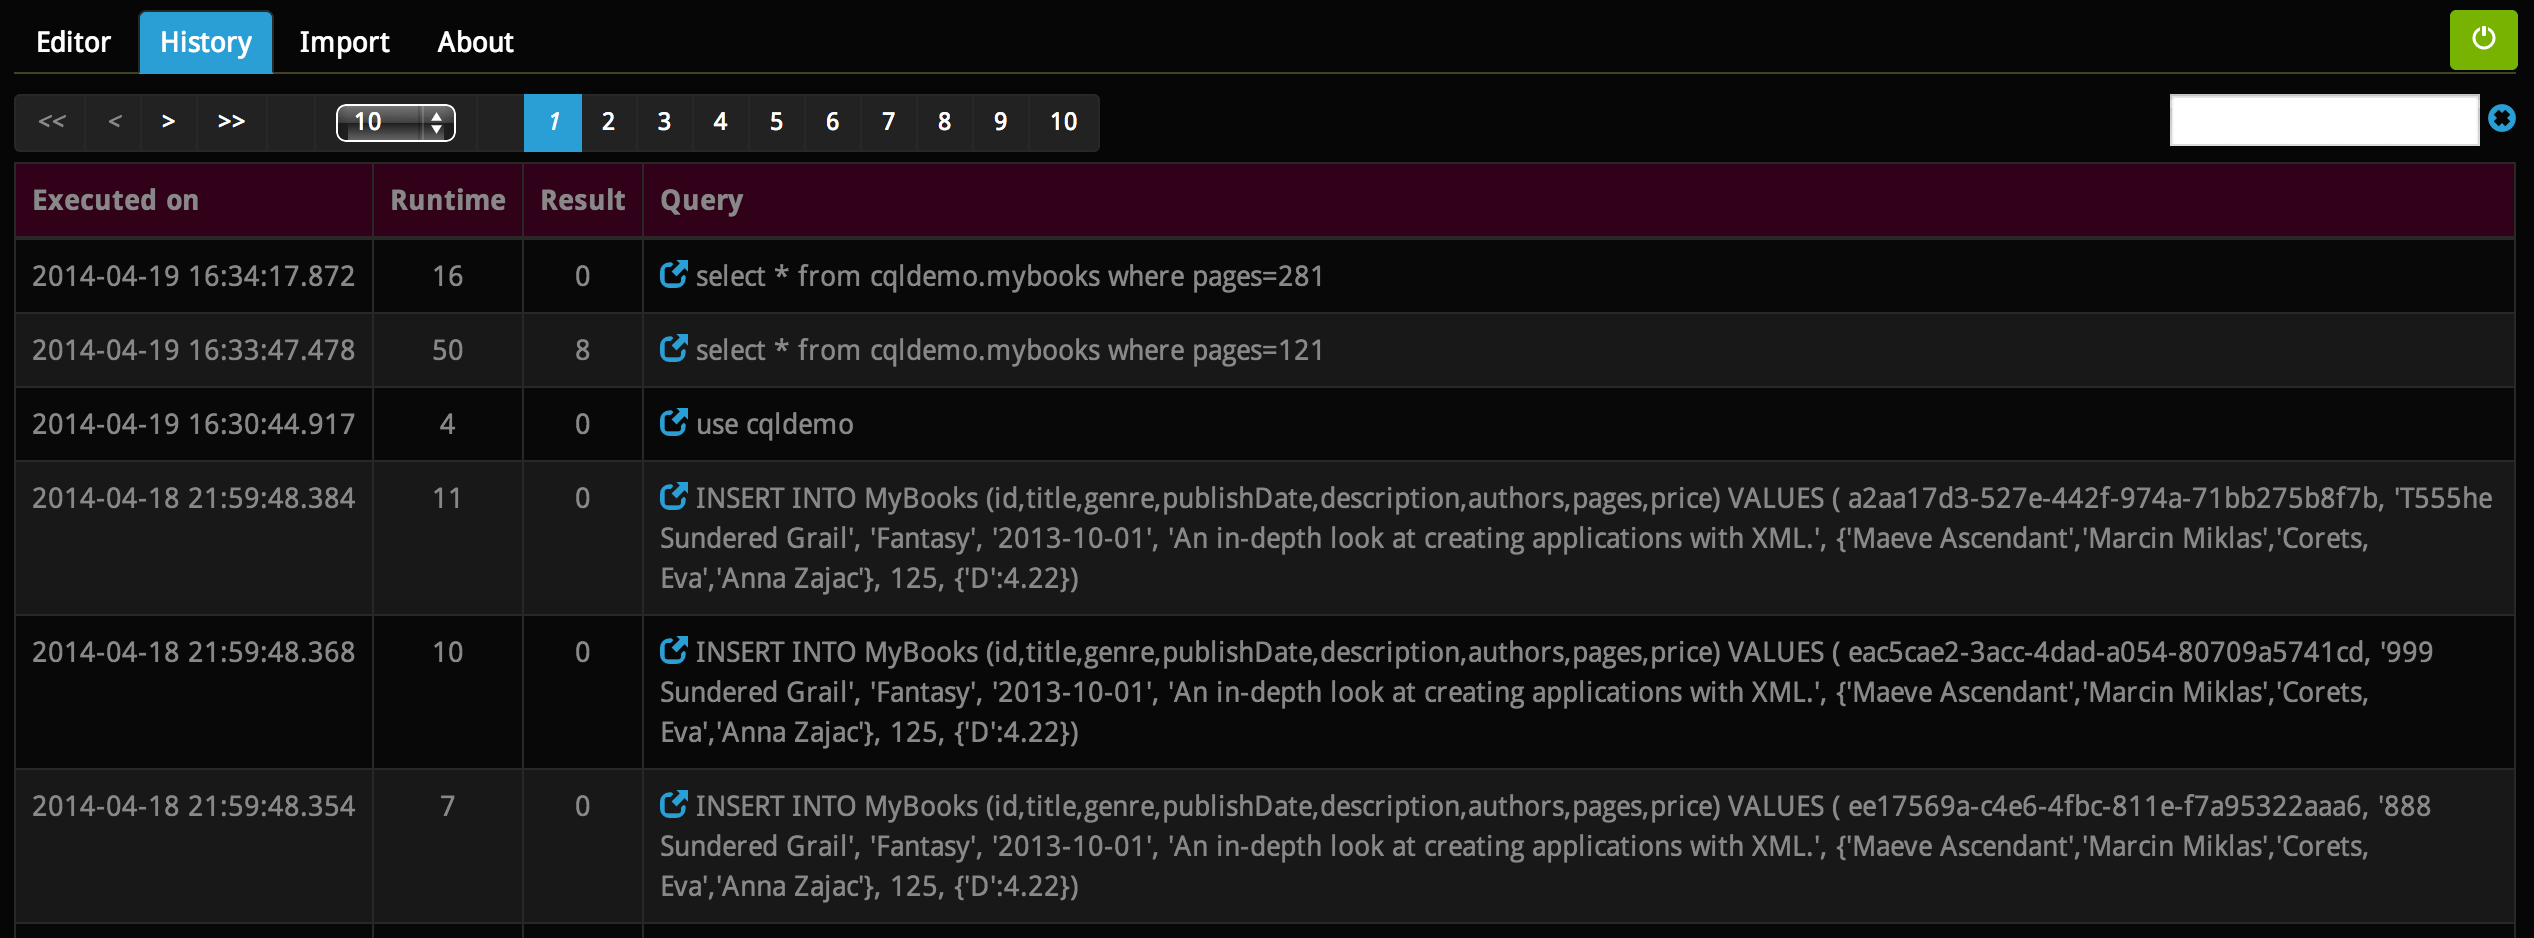 Editor History Import About
<< < > >> 10 1 2 3 4 5 6 7 8 9 10
Executed on Runtime Result Query
2014-04-19 16:34:17.872 16 0 select * from cqldemo.mybooks where pages=281
2014-04-19 16:33:47.478 50 8 select * from cqldemo.mybooks where pages=121
2014-04-19 16:30:44.917 4 0 use cqldemo
2014-04-18 21:59:48.384 11 0 INSERT INTO MyBooks (id,title,genre,publishDate,description,authors,pages,price) VALUES ( a2aa17d3-527e-442f-974a-71bb275b8f7b, 'T555he
Sundered Grail', 'Fantasy', '2013-10-01', 'An in-depth look at creating applications with XML.', {'Maeve Ascendant','Marcin Miklas','Corets,
Eva','Anna Zajac'}, 125, {'D':4.22})
2014-04-18 21:59:48.368 10 0 INSERT INTO MyBooks (id,title,genre,publishDate,description,authors,pages,price) VALUES ( eac5cae2-3acc-4dad-a054-80709a5741cd, '999
Sundered Grail', 'Fantasy', '2013-10-01', 'An in-depth look at creating applications with XML.', {'Maeve Ascendant','Marcin Miklas','Corets,
Eva','Anna Zajac'}, 125, {'D':4.22})
2014-04-18 21:59:48.354 7 0 INSERT INTO MyBooks (id,title,genre,publishDate,description,authors,pages,price) VALUES ( ee17569a-c4e6-4fbc-811e-f7a95322aaa6, '888
Sundered Grail', 'Fantasy', '2013-10-01', 'An in-depth look at creating applications with XML.', {'Maeve Ascendant','Marcin Miklas','Corets,
Eva','Anna Zajac'}, 125, {'D':4.22})